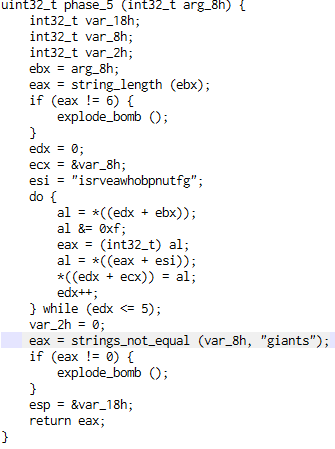 uint32_t phase_5 (int32_t arg_8h) {
    int32_t var_18h;
    int32_t var_8h;
    int32_t var_2h;
    ebx = arg_8h;
    eax = string_length (ebx);
    if (eax != 6) {
        explode_bomb ();
    }
    edx = 0;
    ecx = &var_8h;
    esi = "isrveawhobpnutfg";
    do {
        al = *((edx + ebx));
        al &= 0xf;
        eax = (int32_t) al;
        al = *((eax + esi));
        *((edx + ecx)) = al;
        edx++;
    } while (edx <= 5);
    var_2h = 0;
    eax = strings_not_equal (var_8h, "giants");
    if (eax != 0) {
        explode_bomb ();
    }
    esp = &var_18h;
    return eax;
}